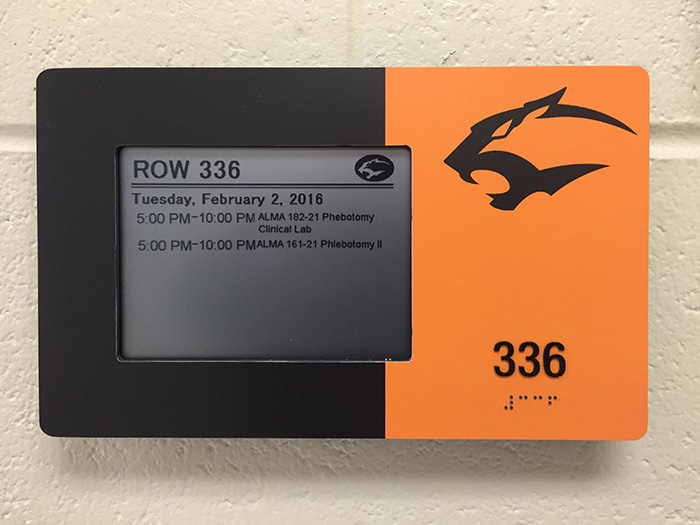 ROW 336
Tuesday, February 2, 2016
5:00 PM-10:00 PM ALMA 182-21 Phebotomy
Clinical Lab
5:00 PM-10:00 PM ALMA 161-21 Phlebotomy II
336
⠼⠉⠉⠋